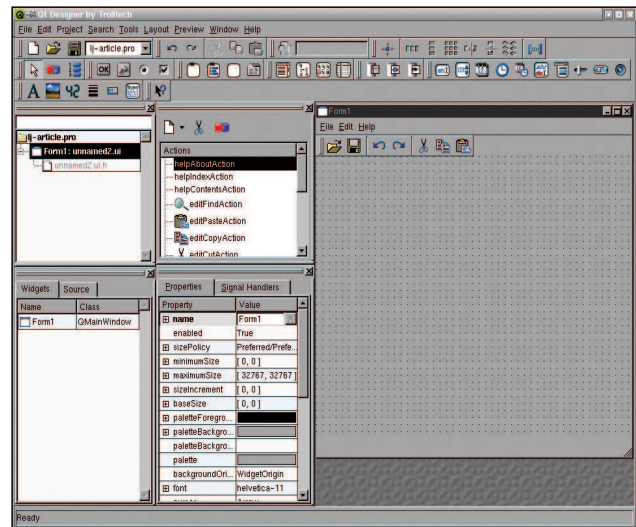 Qt Designer by Trolltech
File Edit Project Search Tools Layout Preview Window Help
lj-article.pro
OK
A 42
lj-article.pro
Form1: unnamed2.ui
unnamed2.ui.h
Actions
helpAboutAction
helpIndexAction
helpContentsAction
editFindAction
editPasteAction
editCopyAction
editCutAction
Form1
File Edit Help
Widgets Source
Name Class
Form1 QMainWindow
Properties Signal Handlers
Property Value
name Form1
enabled True
sizePolicy Preferred/Prefe...
minimumSize [ 0, 0 ]
maximumSize [ 32767, 32767 ]
sizeIncrement [ 0, 0 ]
baseSize [ 0, 0 ]
paletteForegro...
paletteBackgro...
paletteBackgro...
palette
backgroundOri... WidgetOrigin
font helvetica-11
Ready